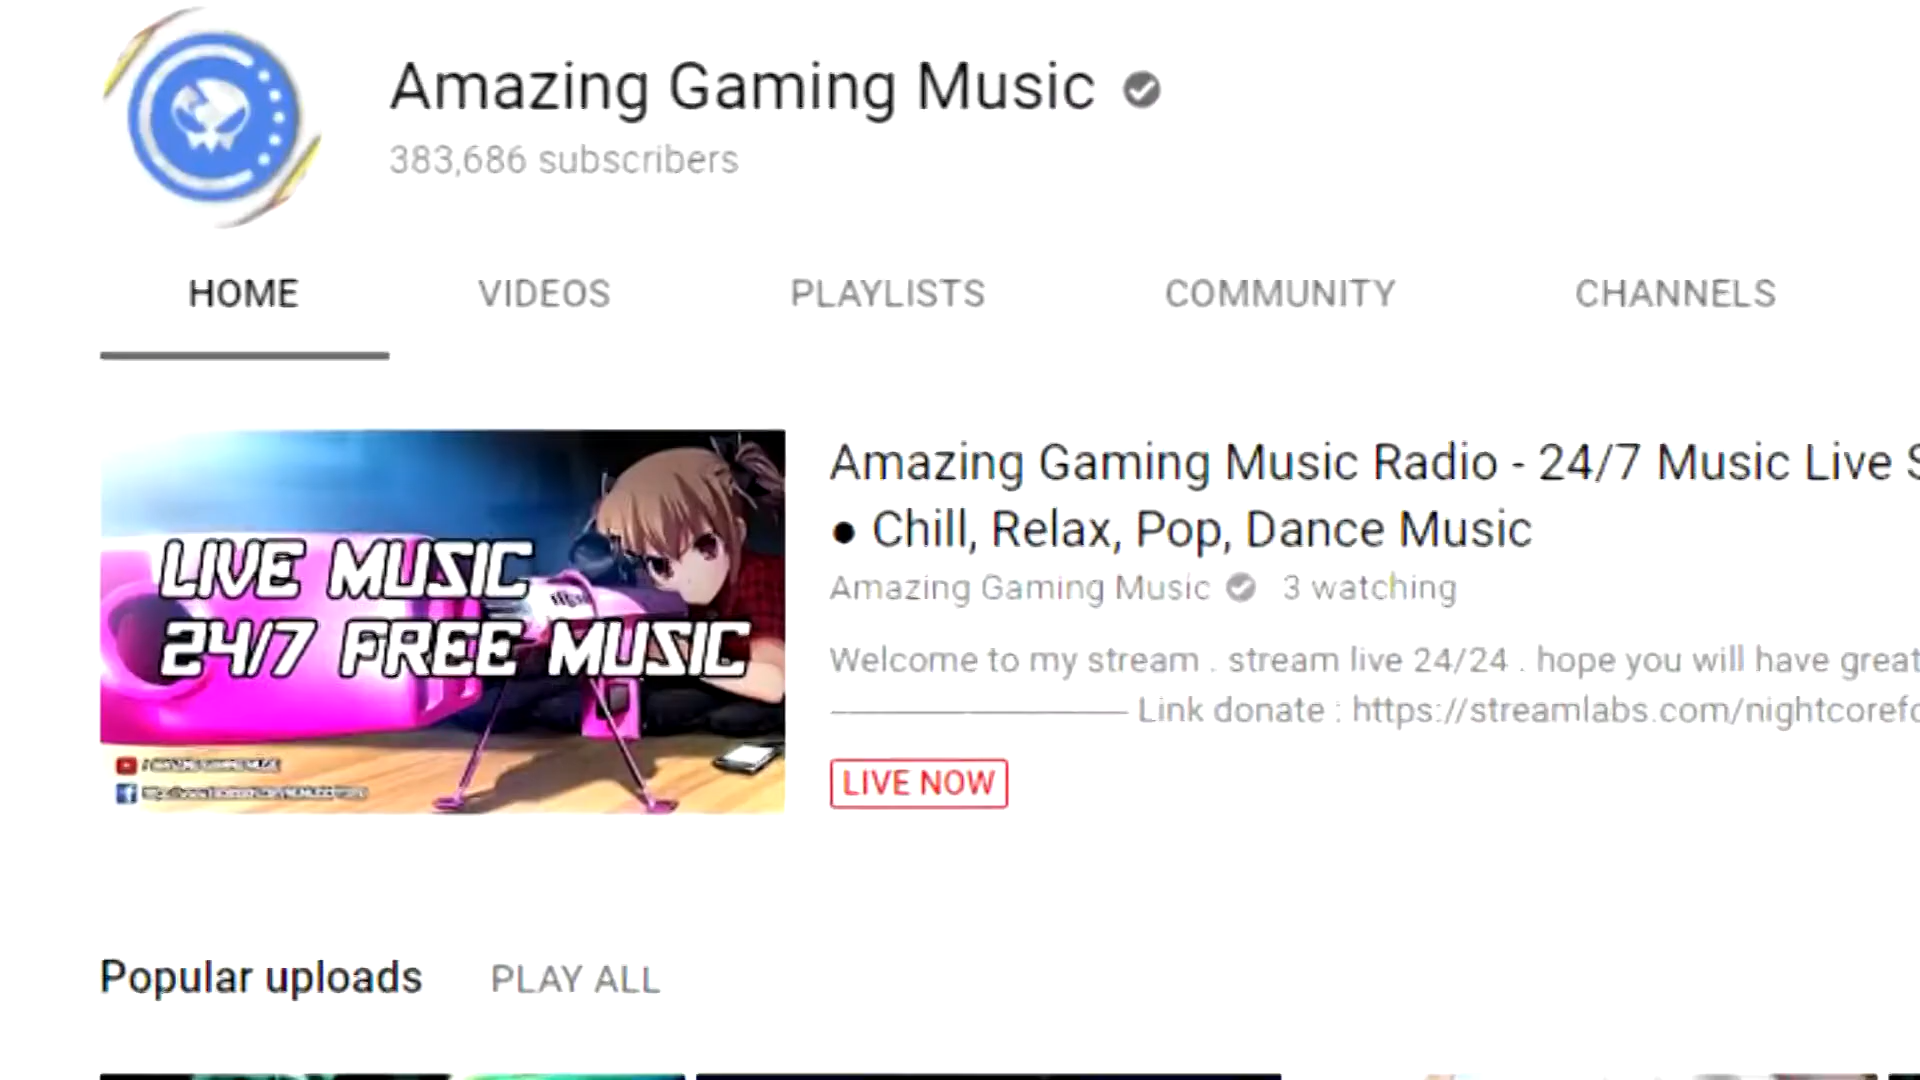 Amazing Gaming Music
383,686 subscribers
HOME VIDEOS PLAYLISTS COMMUNITY CHANNELS
LIVE MUSIC
24/7 FREE MUSIC
Amazing Gaming Music Radio - 24/7 Music Live S
● Chill, Relax, Pop, Dance Music
Amazing Gaming Music 3 watching
Welcome to my stream . stream live 24/24 . hope you will have great
Link donate : https://streamlabs.com/nightcorefo
LIVE NOW
Popular uploads PLAY ALL